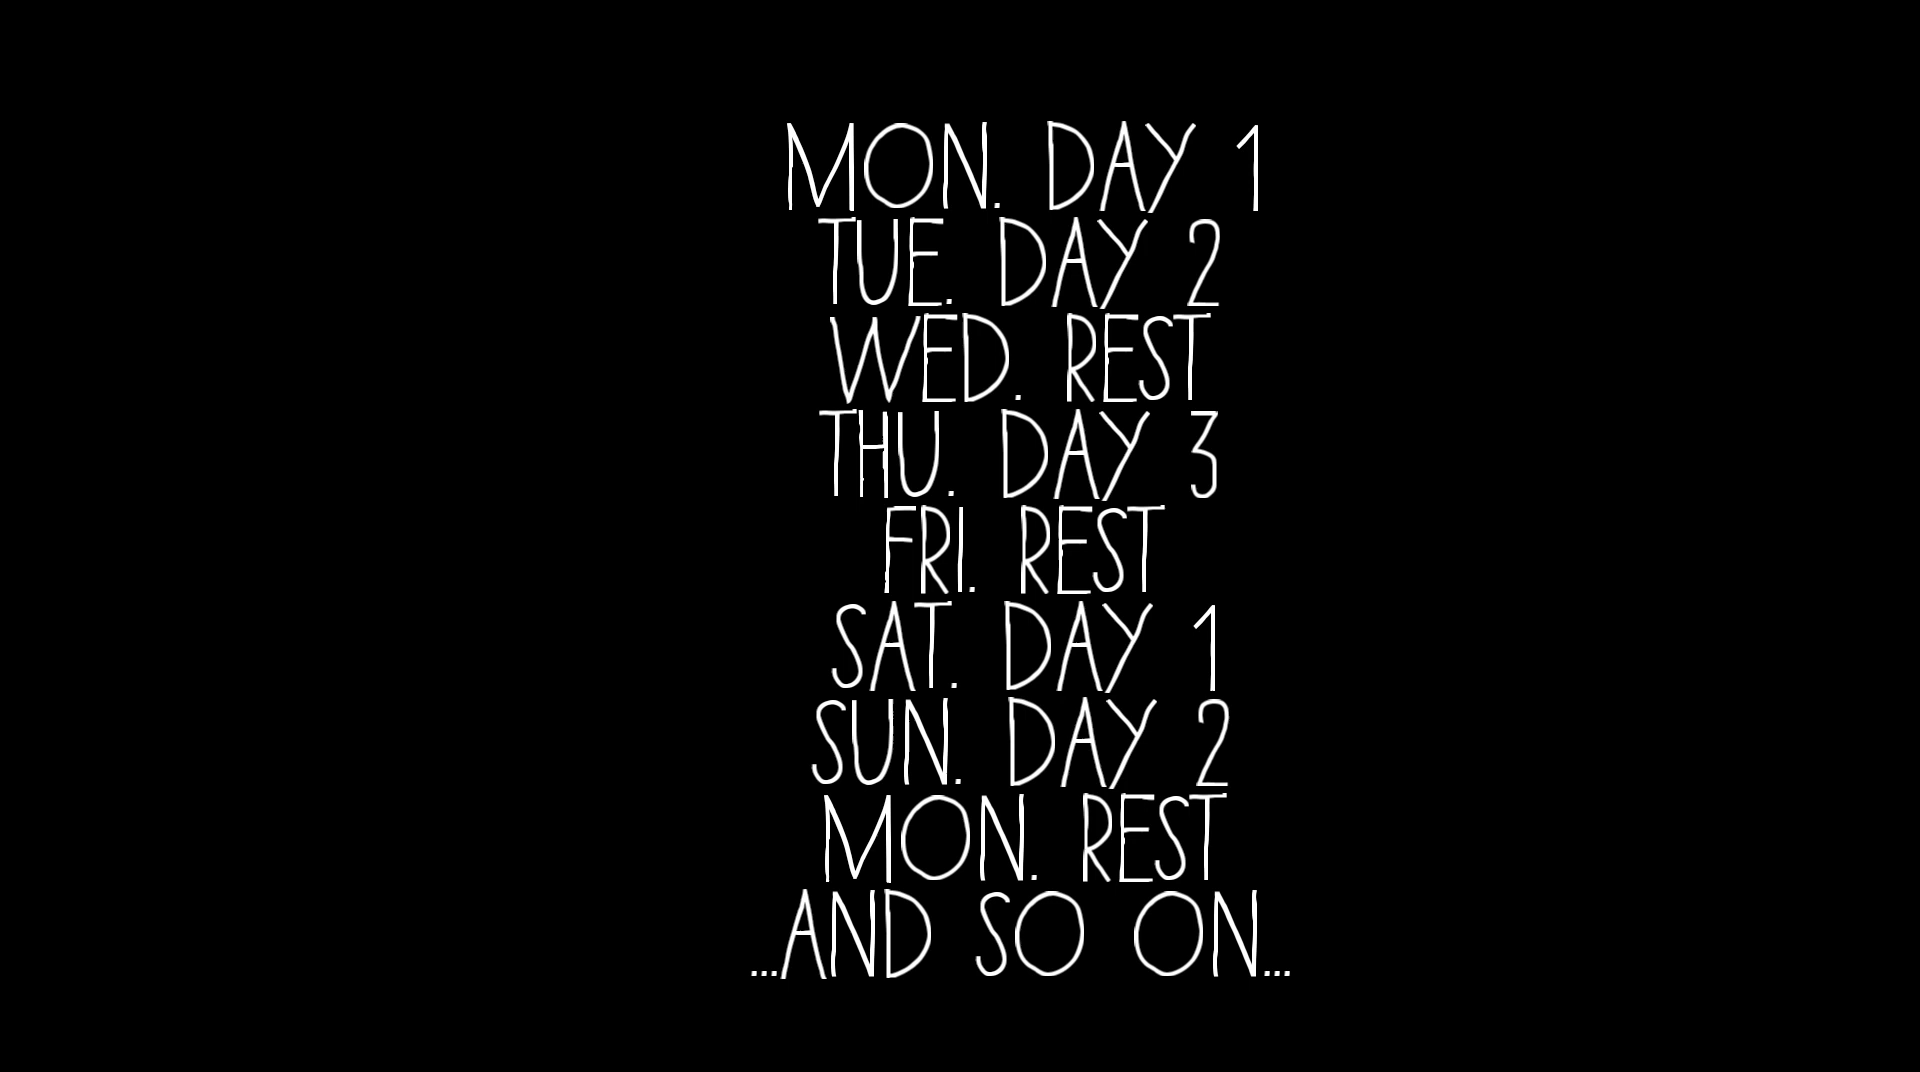 MON. DAY 1
TUE. DAY 2
WED. REST
THU. DAY 3
FRI. REST
SAT. DAY 1
SUN. DAY 2
MON. REST
...AND SO ON...